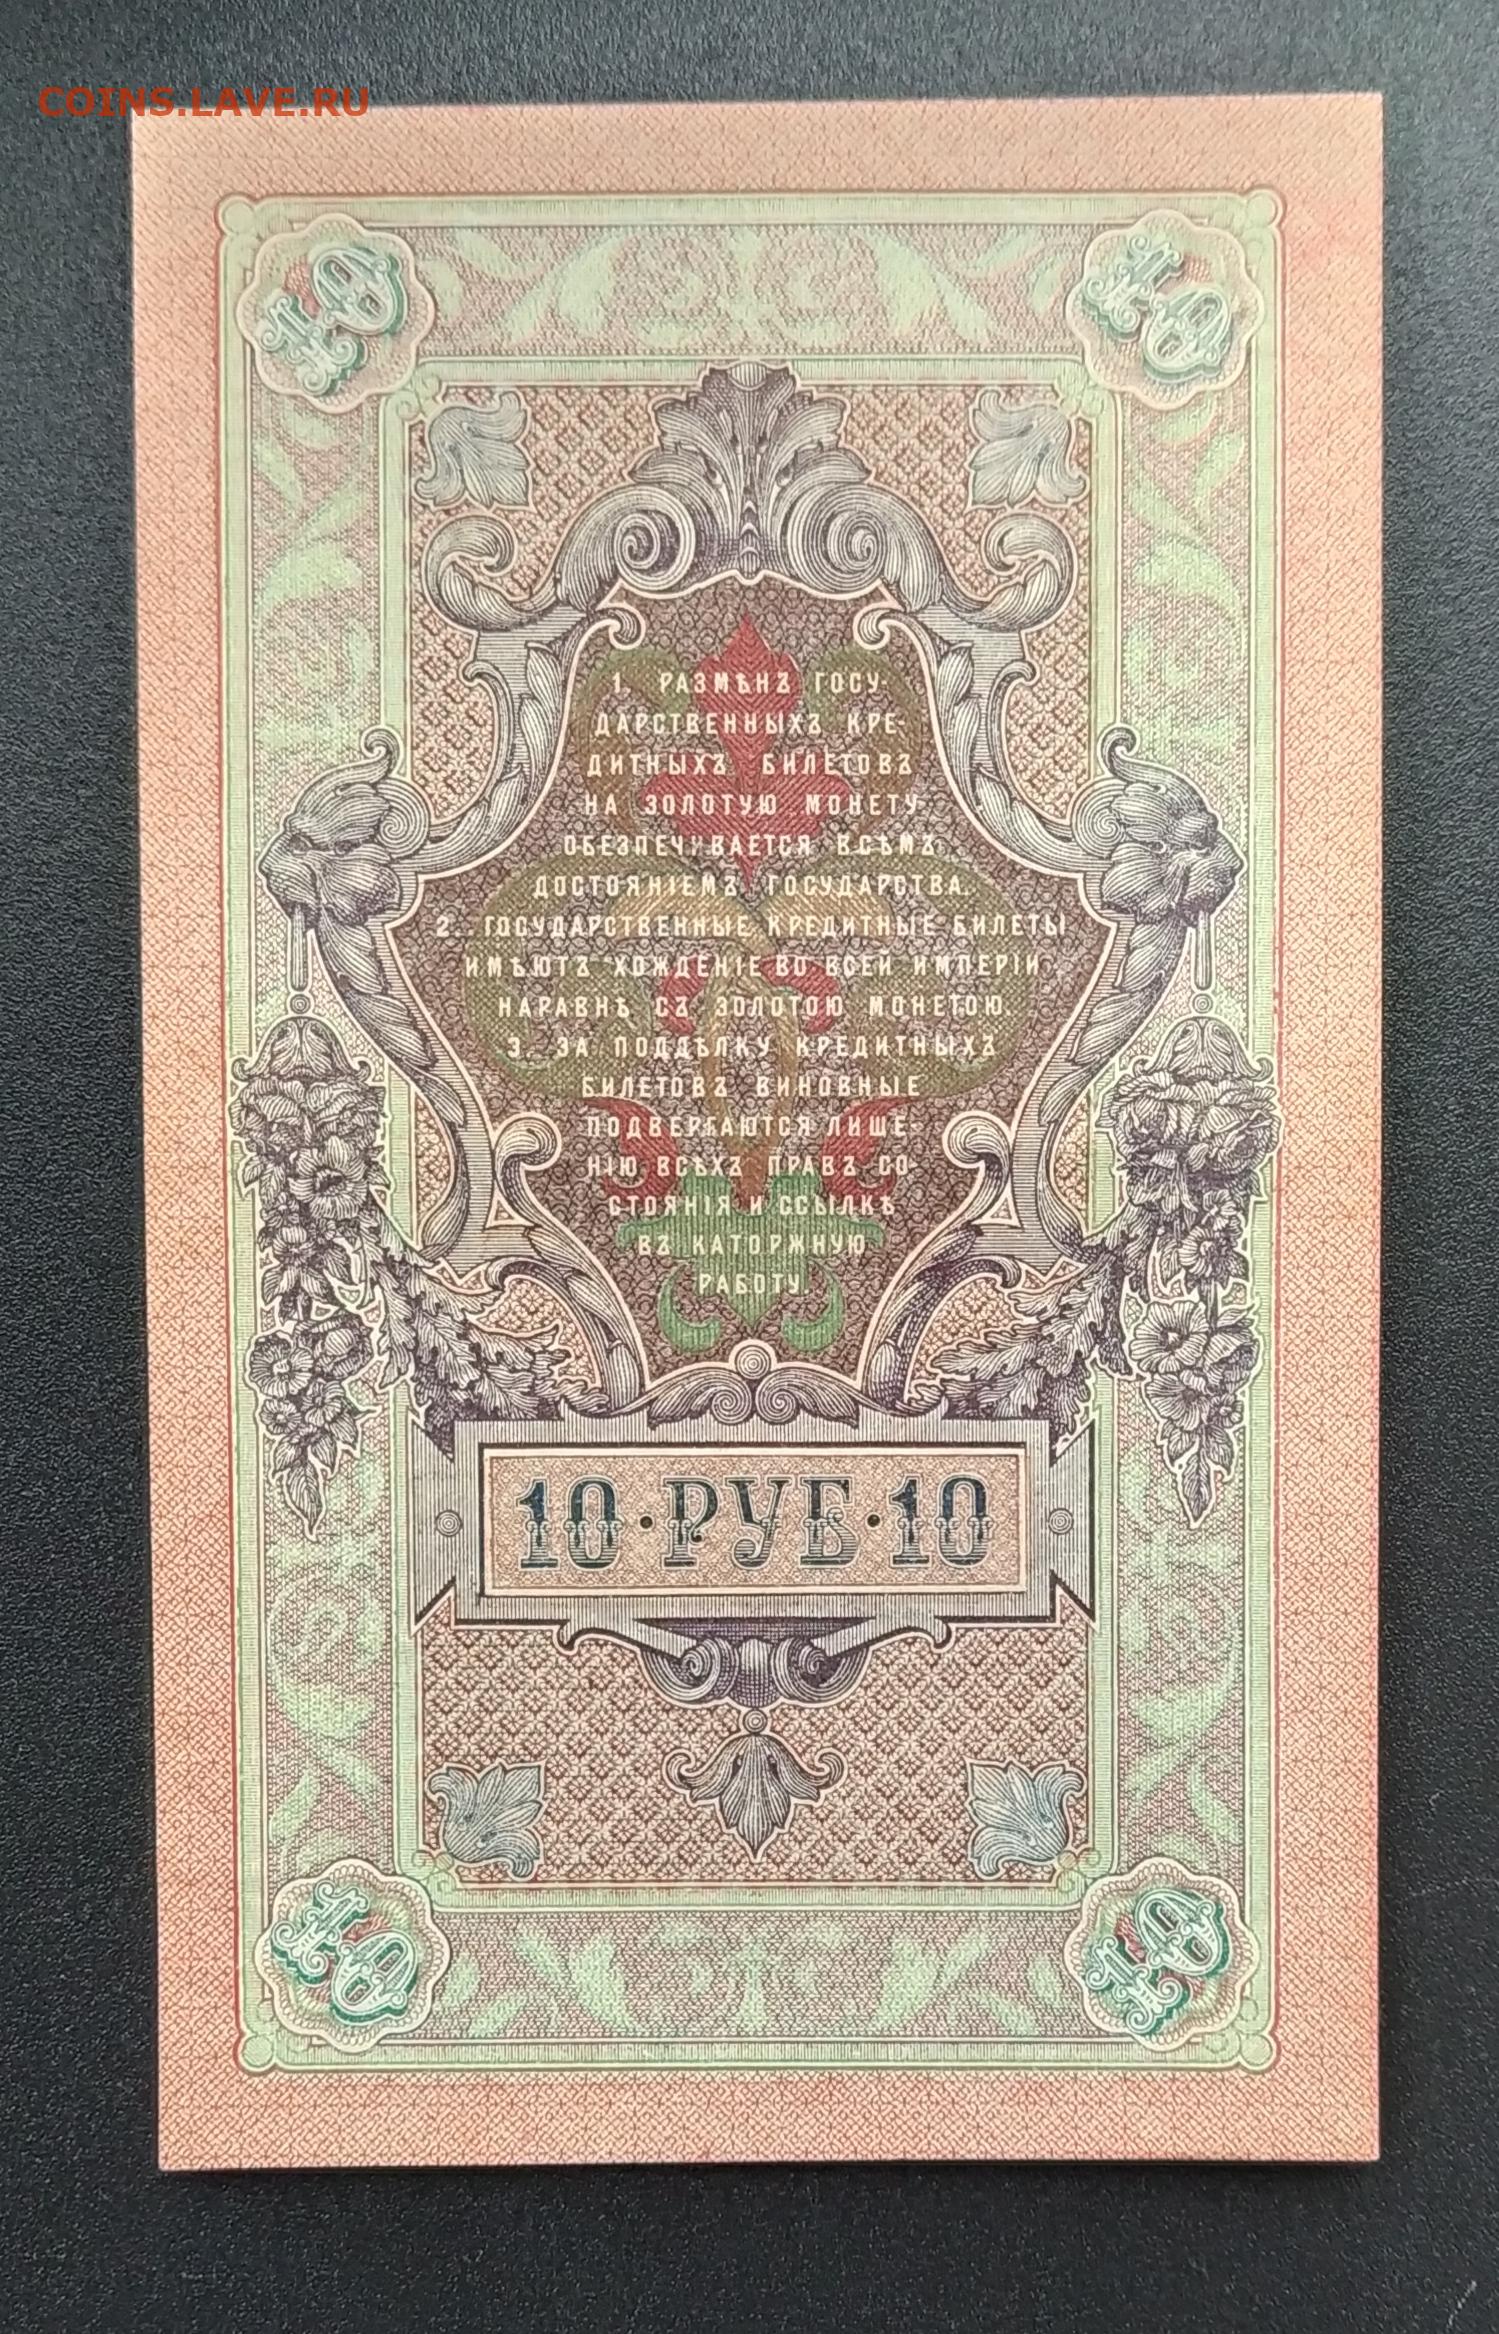 COINS.LAVE.RU
10 10
1. РАЗМѢНЪ ГОСУ-
ДАРСТВЕННЫХЪ КРЕ-
ДИТНЫХЪ БИЛЕТОВЪ
НА ЗОЛОТУЮ МОНЕТУ
ОБЕЗПЕЧИВАЕТСЯ ВСѢМЪ
ДОСТОЯНІЕМЪ ГОСУДАРСТВА.
2. ГОСУДАРСТВЕННЫЕ КРЕДИТНЫЕ БИЛЕТЫ
ИМѢЮТЪ ХОЖДЕНІЕ ВО ВСЕЙ ИМПЕРІИ
НАРАВНѢ СЪ ЗОЛОТОЮ МОНЕТОЮ.
3. ЗА ПОДДѢЛКУ КРЕДИТНЫХЪ
БИЛЕТОВЪ ВИНОВНЫЕ
ПОДВЕРГАЮТСЯ ЛИШЕ-
НІЮ ВСѢХЪ ПРАВЪ СО-
СТОЯНІЯ И ССЫЛКѢ
ВЪ КАТОРЖНУЮ
РАБОТУ.
10·РУБ·10
10 10